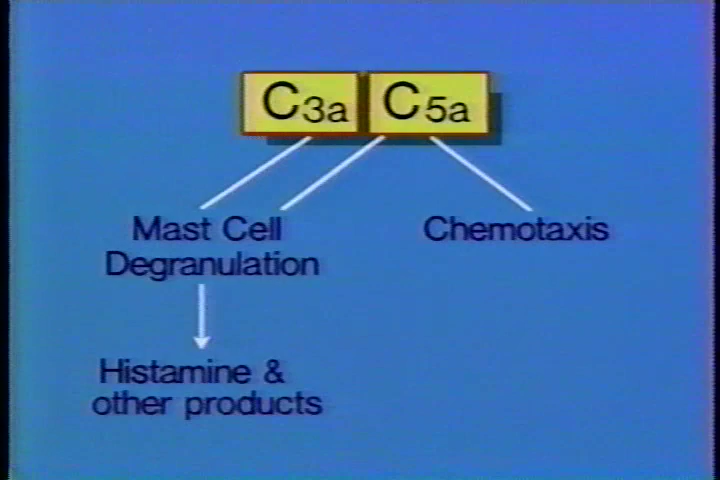 C3a C5a
Mast Cell
Degranulation
Chemotaxis
Histamine &
other products